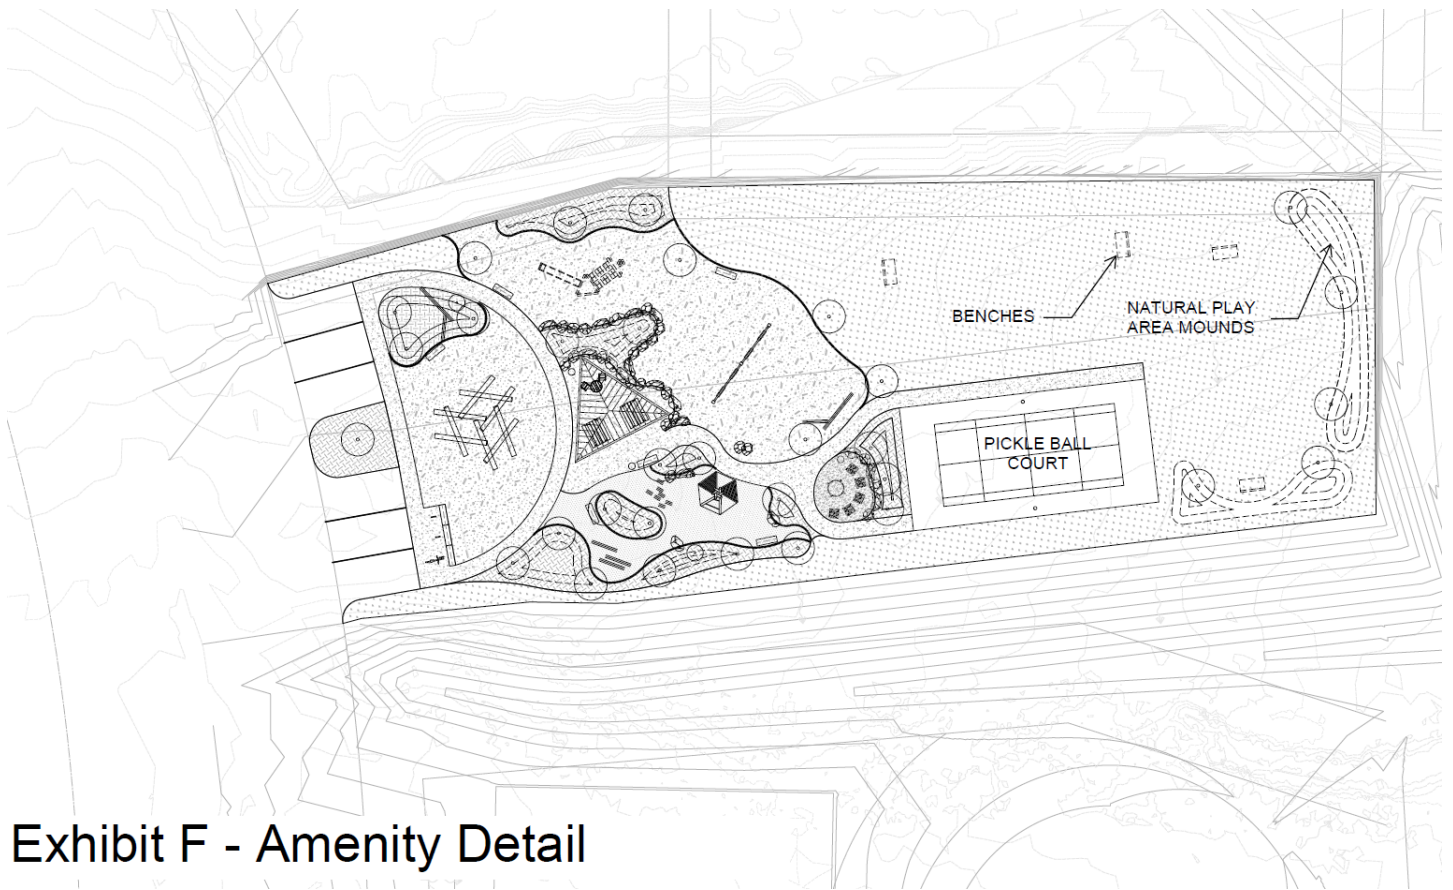 BENCHES
NATURAL PLAY
AREA MOUNDS
PICKLE BALL
COURT
Exhibit F - Amenity Detail